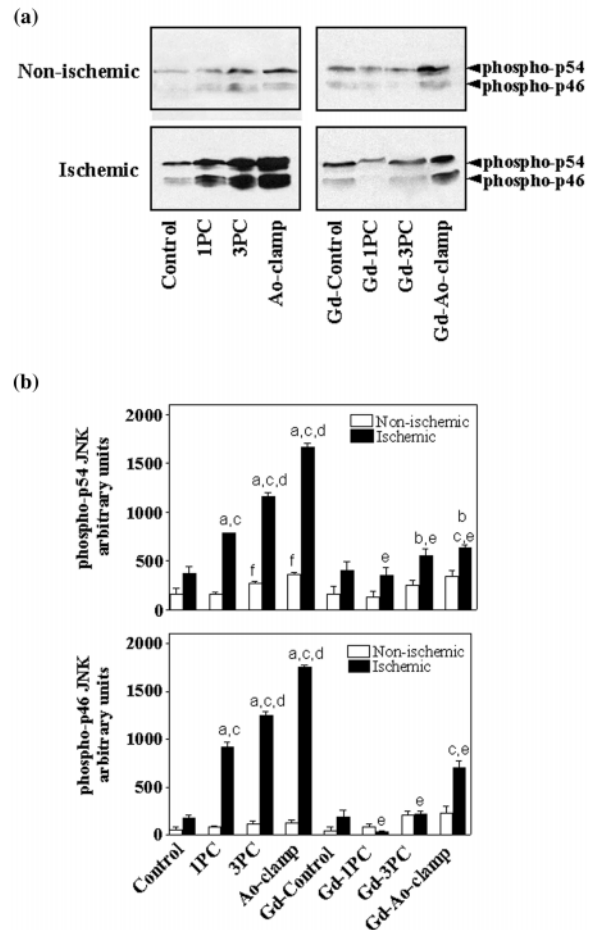 (a)
Non-ischemic
phospho-p54
phospho-p46
Ischemic
phospho-p54
phospho-p46
Control
1PC
3PC
Ao-clamp
Gd-Control
Gd-1PC
Gd-3PC
Gd-Ao-clamp
(b)
phospho-p54 JNK
arbitrary units
2000
1500
1000
500
0
Non-ischemic
Ischemic
a,c
a,c,d
f
a,c,d
f
e
b,e
b
c,e
phospho-p46 JNK
arbitrary units
2000
1500
1000
500
0
Non-ischemic
Ischemic
a,c
a,c,d
a,c,d
e
e
c,e
Control
1PC
3PC
Ao-clamp
Gd-Control
Gd-1PC
Gd-3PC
Gd-Ao-clamp